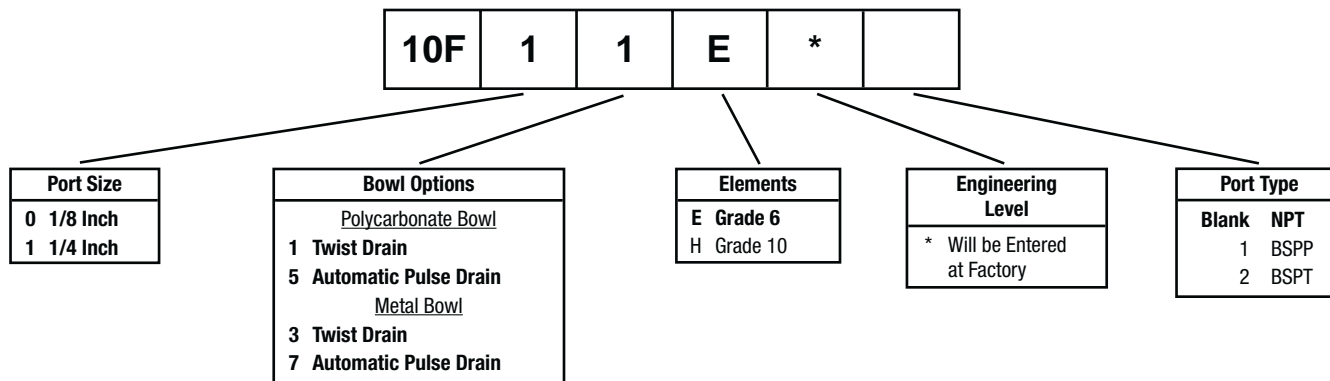 10F 1 1 E *
Port Size
0 1/8 Inch
1 1/4 Inch
Bowl Options
Polycarbonate Bowl
1 Twist Drain
5 Automatic Pulse Drain
Metal Bowl
3 Twist Drain
7 Automatic Pulse Drain
Elements
E Grade 6
H Grade 10
Engineering
Level
* Will be Entered
at Factory
Port Type
Blank NPT
1 BSPP
2 BSPT